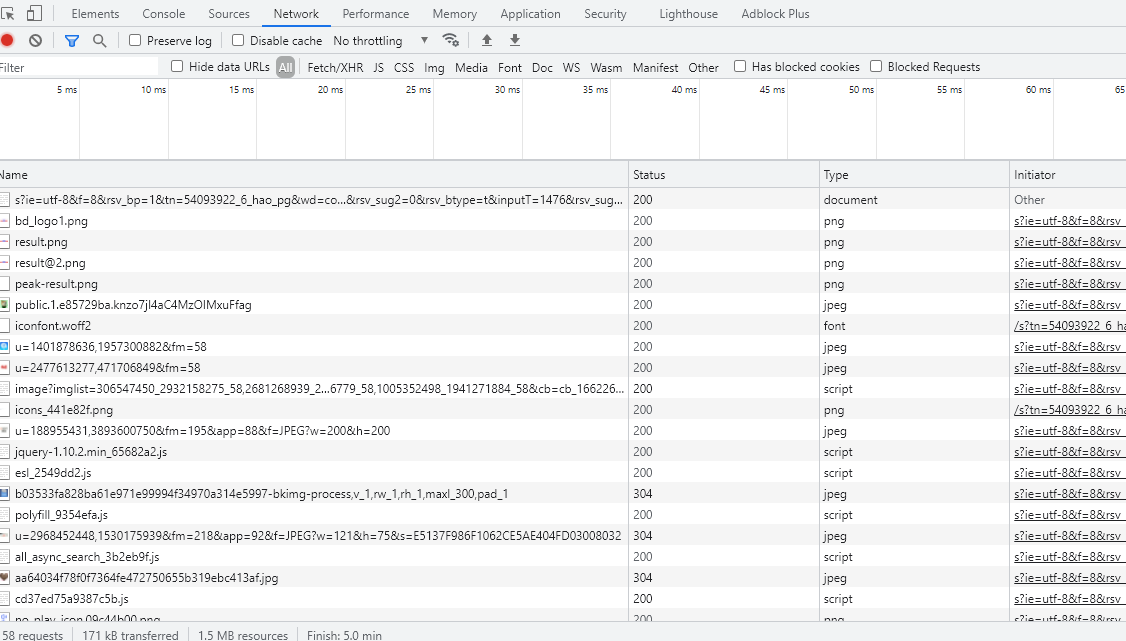 Elements Console Sources Network Performance Memory Application Security Lighthouse Adblock Plus
Preserve log Disable cache No throttling
Filter Hide data URLs All Fetch/XHR JS CSS Img Media Font Doc WS Wasm Manifest Other Has blocked cookies Blocked Requests
5 ms 10 ms 15 ms 20 ms 25 ms 30 ms 35 ms 40 ms 45 ms 50 ms 55 ms 60 ms 65
Name Status Type Initiator
s?ie=utf-8&f=8&rsv_bp=1&tn=54093922_6_hao_pg&wd=co...&rsv_sug2=0&rsv_btype=t&inputT=1476&rsv_sug... 200 document Other
bd_logo1.png 200 png s?ie=utf-8&f=8&rsv_
result.png 200 png s?ie=utf-8&f=8&rsv_
result@2.png 200 png s?ie=utf-8&f=8&rsv_
peak-result.png 200 png s?ie=utf-8&f=8&rsv_
public.1.e85729ba.knzo7jI4aC4MzOIMxuFfag 200 jpeg s?ie=utf-8&f=8&rsv_
iconfont.woff2 200 font /s?tn=54093922_6_ha
u=1401878636,1957300882&fm=58 200 jpeg s?ie=utf-8&f=8&rsv_
u=2477613277,471706849&fm=58 200 jpeg s?ie=utf-8&f=8&rsv_
image?imglist=306547450_2932158275_58,2681268939_2...6779_58,1005352498_1941271884_58&cb=cb_166226... 200 script s?ie=utf-8&f=8&rsv_
icons_441e82f.png 200 png /s?tn=54093922_6_ha
u=188955431,3893600750&fm=195&app=88&f=JPEG?w=200&h=200 200 jpeg s?ie=utf-8&f=8&rsv_
jquery-1.10.2.min_65682a2.js 200 script s?ie=utf-8&f=8&rsv_
esl_2549dd2.js 200 script s?ie=utf-8&f=8&rsv_
b03533fa828ba61e971e99994f34970a314e5997-bkimg-process,v_1,rw_1,rh_1,maxl_300,pad_1 304 jpeg s?ie=utf-8&f=8&rsv_
polyfill_9354efa.js 200 script s?ie=utf-8&f=8&rsv_
u=2968452448,1530175939&fm=218&app=92&f=JPEG?w=121&h=75&s=E5137F986F1062CE5AE404FD03008032 304 jpeg s?ie=utf-8&f=8&rsv_
all_async_search_3b2eb9f.js 200 script s?ie=utf-8&f=8&rsv_
aa64034f78f0f7364fe472750655b319ebc413af.jpg 304 jpeg s?ie=utf-8&f=8&rsv_
cd37ed75a9387c5b.js 200 script s?ie=utf-8&f=8&rsv_
no_play_icon.09c44b00.png 200 png s?ie=utf-8&f=8&rsv_
58 requests 171 kB transferred 1.5 MB resources Finish: 5.0 min